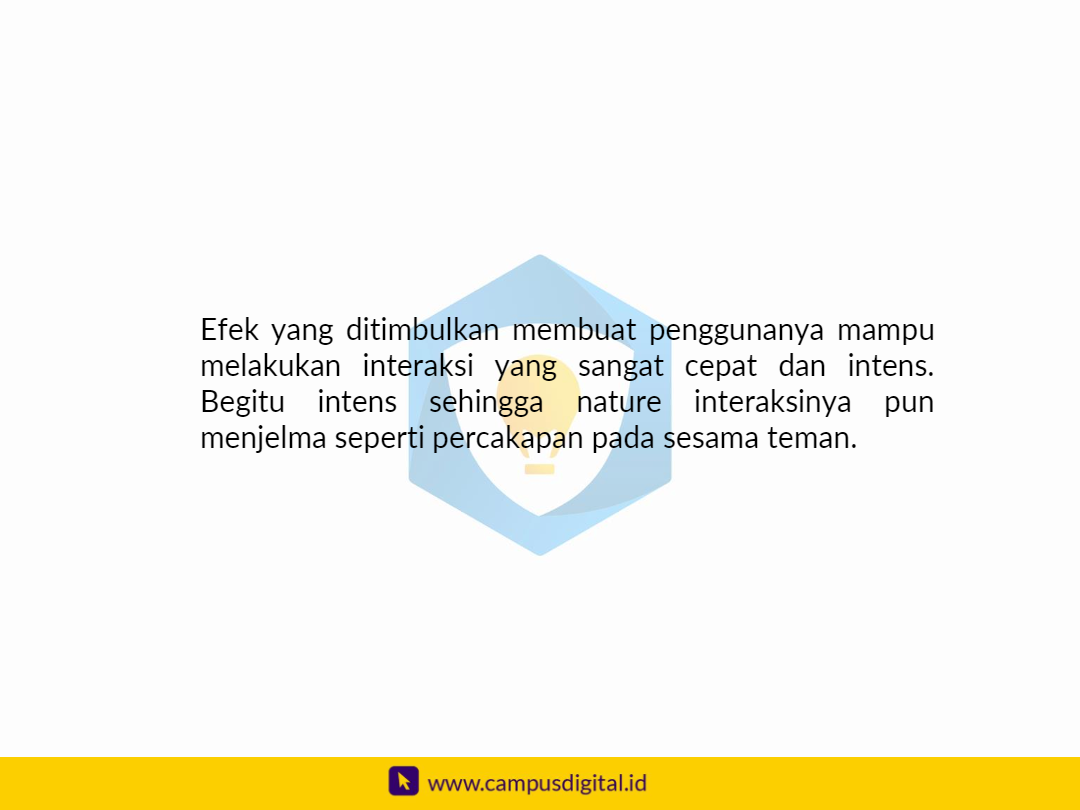 Efek yang ditimbulkan membuat penggunanya mampu
melakukan interaksi yang sangat cepat dan intens.
Begitu intens sehingga nature interaksinya pun
menjelma seperti percakapan pada sesama teman.
www.campusdigital.id